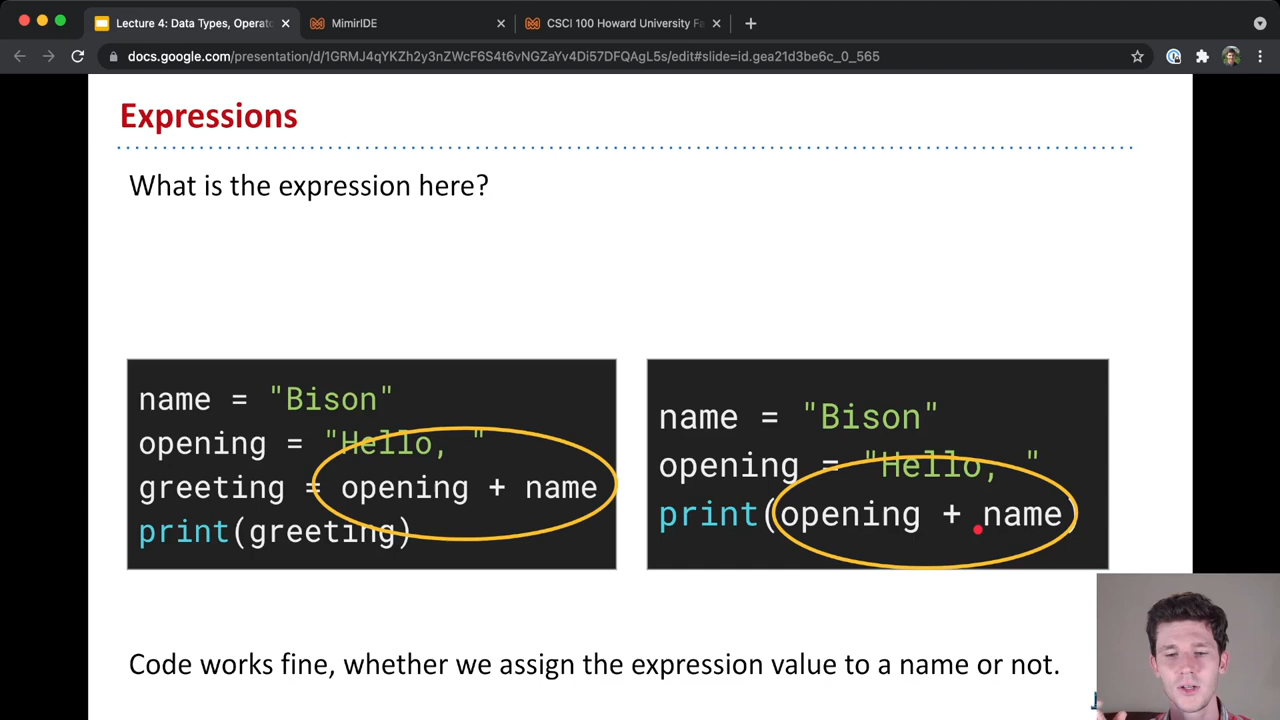 Lecture 4: Data Types, Operato
MimirIDE
CSCI 100 Howard University Fa
docs.google.com/presentation/d/1GRMJ4qYKZh2y3nZWcF6S4t6vNGZaYv4Di57DFQAgL5s/edit#slide=id.gea21d3be6c_0_565
Expressions
What is the expression here?
name = "Bison"
opening = "Hello, "
greeting = opening + name
print(greeting)
name = "Bison"
opening = "Hello, "
print(opening + name)
Code works fine, whether we assign the expression value to a name or not.